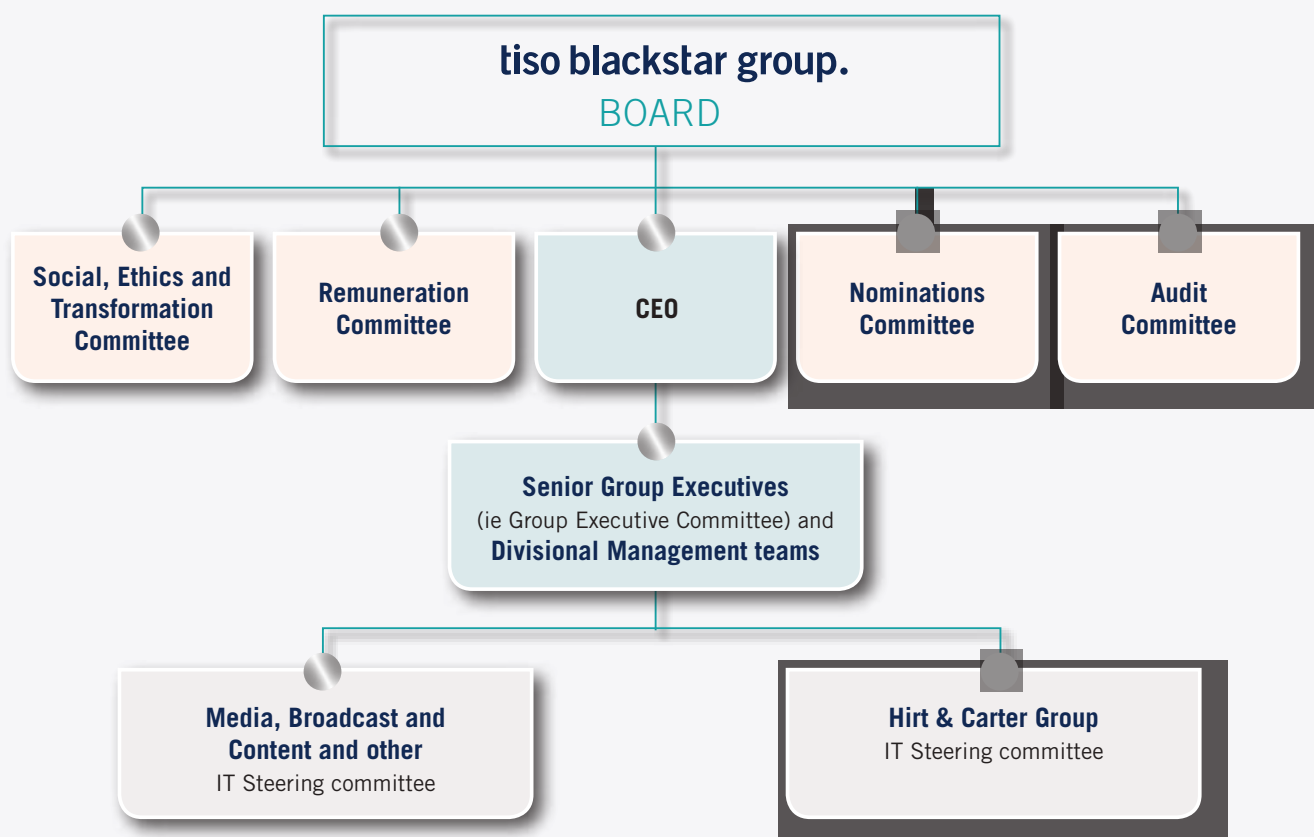 tiso blackstar group.
BOARD
Social, Ethics and
Transformation
Committee
Remuneration
Committee
CEO
Nominations
Committee
Audit
Committee
Senior Group Executives
(ie Group Executive Committee) and
Divisional Management teams
Media, Broadcast and
Content and other
IT Steering committee
Hirt & Carter Group
IT Steering committee